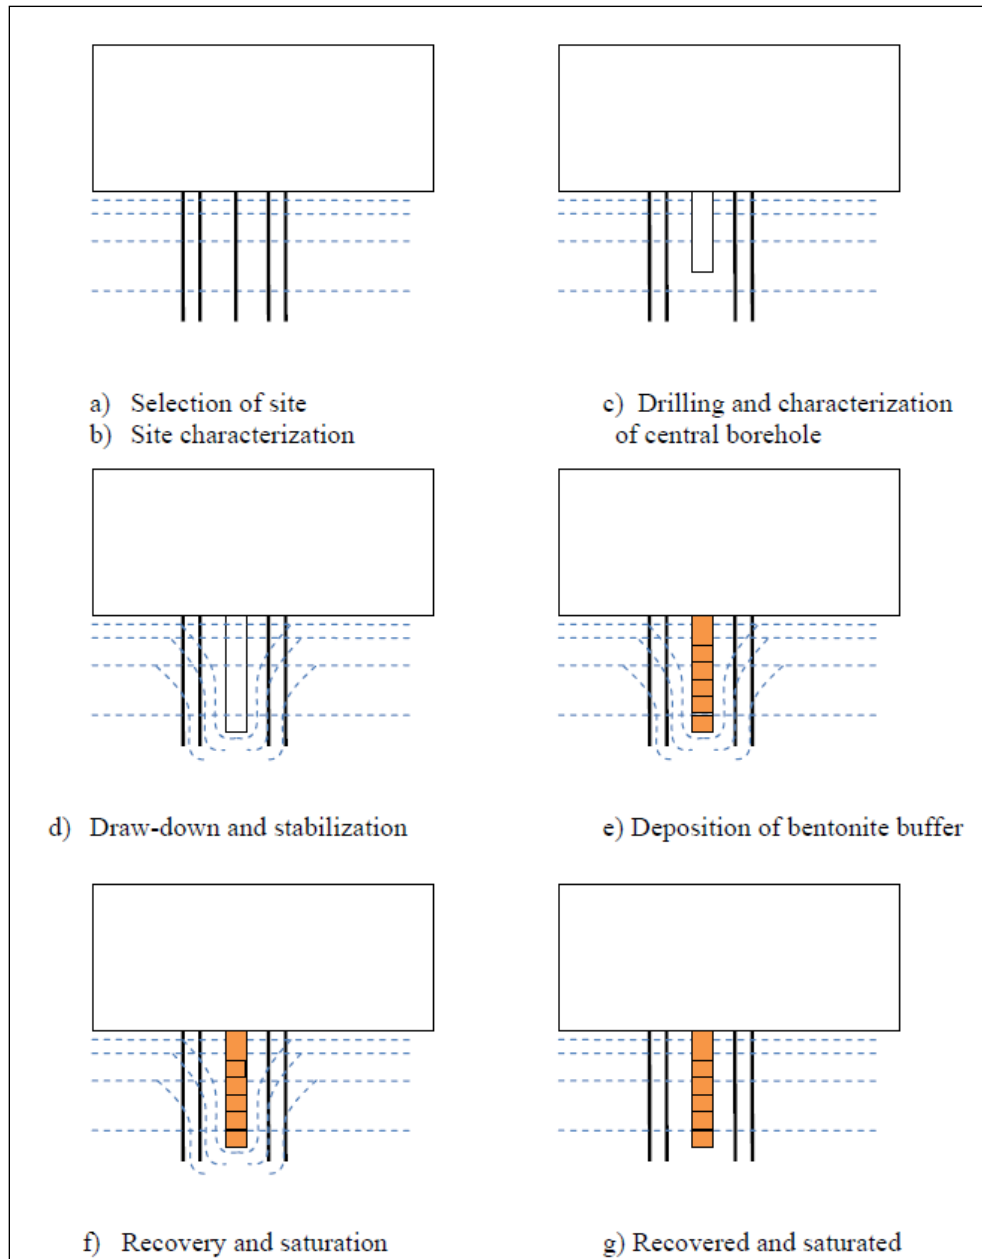 a) Selection of site
b) Site characterization
c) Drilling and characterization
of central borehole
d) Draw-down and stabilization
e) Deposition of bentonite buffer
f) Recovery and saturation
g) Recovered and saturated